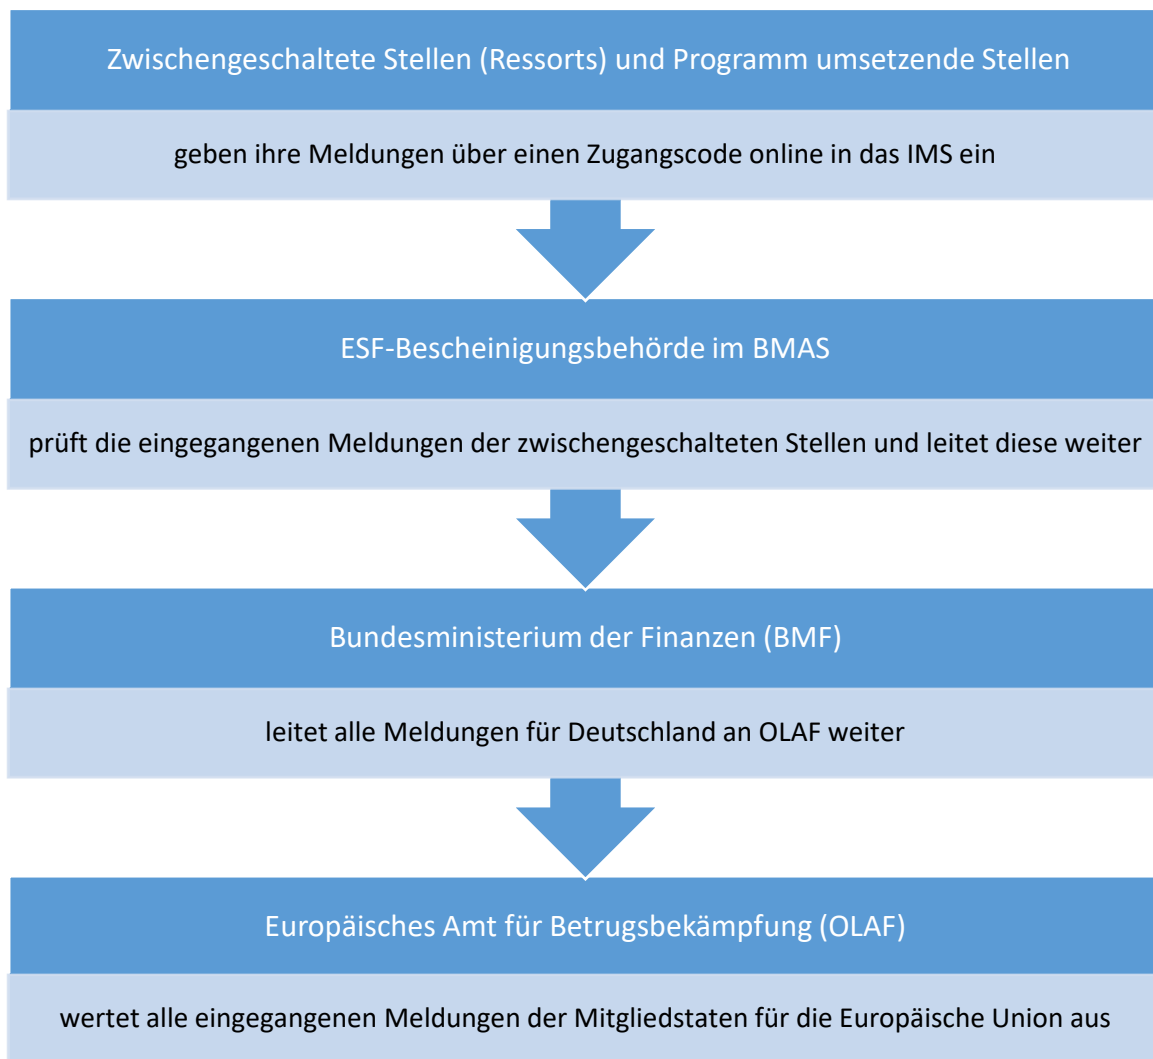 Zwischengeschaltete Stellen (Ressorts) und Programm umsetzende Stellen
geben ihre Meldungen über einen Zugangscode online in das IMS ein
ESF-Bescheinigungsbehörde im BMAS
prüft die eingegangenen Meldungen der zwischengeschalteten Stellen und leitet diese weiter
Bundesministerium der Finanzen (BMF)
leitet alle Meldungen für Deutschland an OLAF weiter
Europäisches Amt für Betrugsbekämpfung (OLAF)
wertet alle eingegangenen Meldungen der Mitgliedstaten für die Europäische Union aus